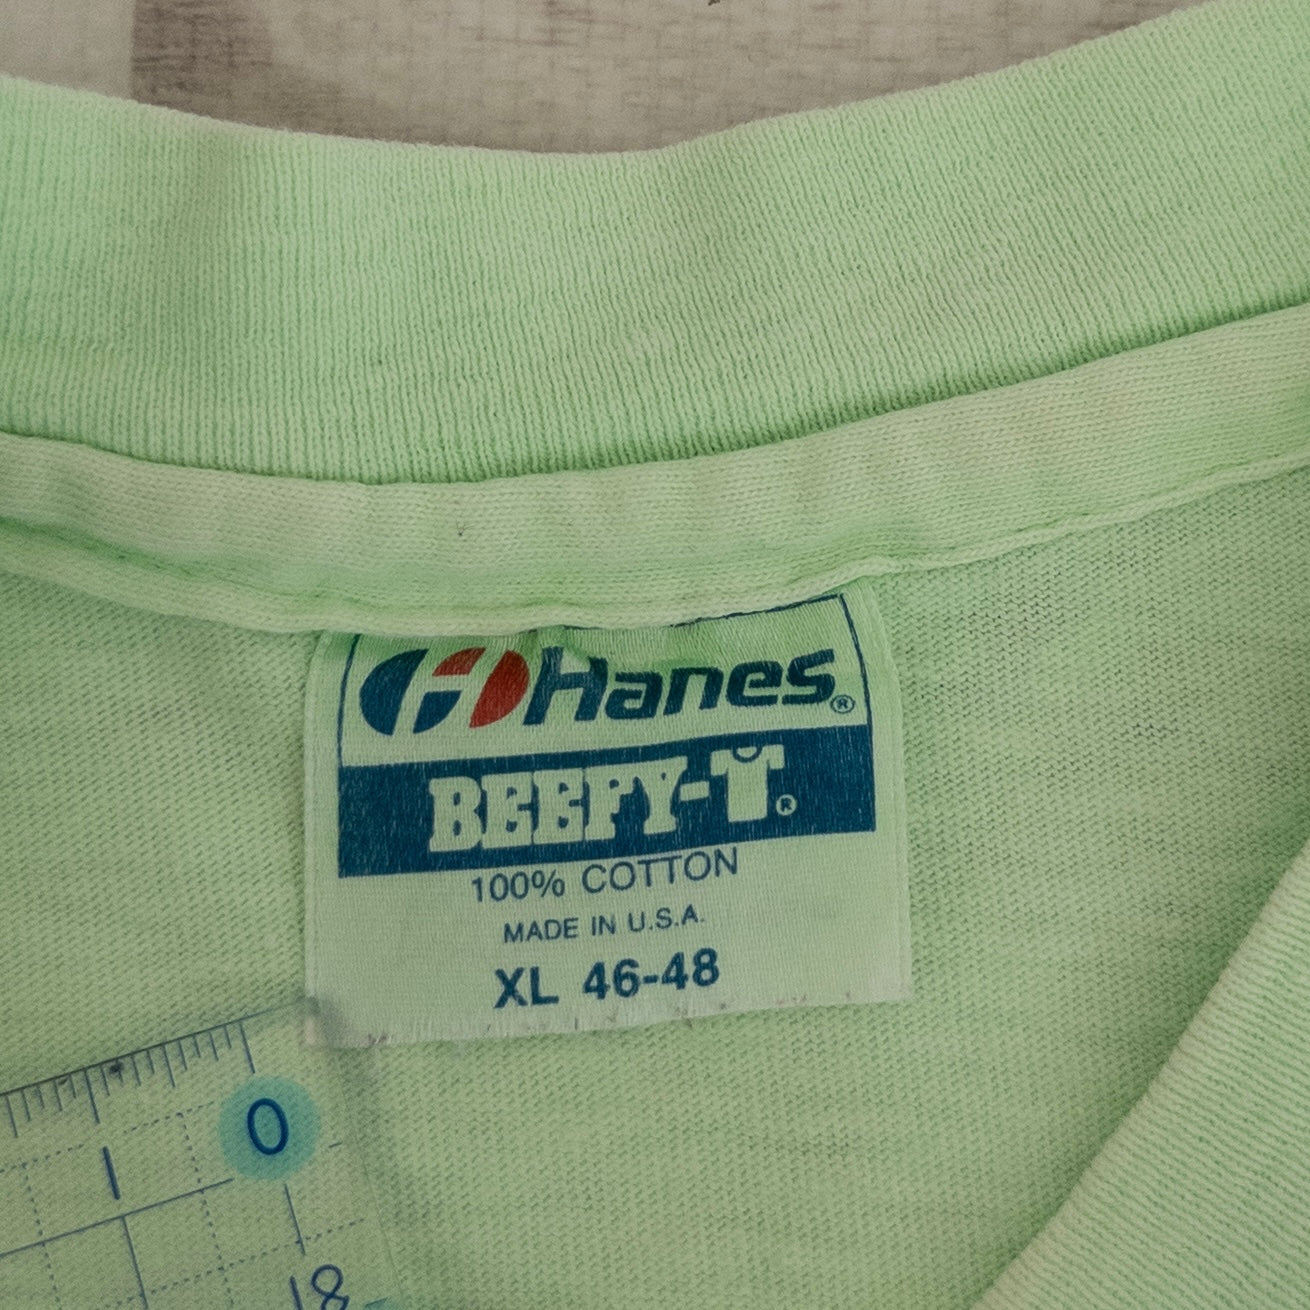 Hanes®
BEEFY-T®
100% COTTON
MADE IN U.S.A.
XL 46-48
0
1
18